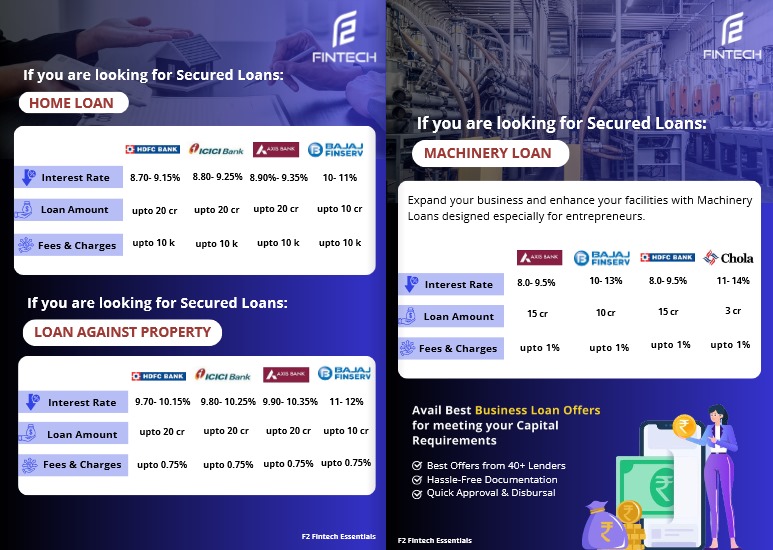 F2
FINTECH
If you are looking for Secured Loans:
HOME LOAN
HDFC BANK ICICI Bank AXIS BANK BAJAJ FINSERV
Interest Rate 8.70- 9.15% 8.80- 9.25% 8.90%- 9.35% 10- 11%
Loan Amount upto 20 cr upto 20 cr upto 20 cr upto 10 cr
Fees & Charges upto 10 k upto 10 k upto 10 k upto 10 k
If you are looking for Secured Loans:
LOAN AGAINST PROPERTY
HDFC BANK ICICI Bank AXIS BANK BAJAJ FINSERV
Interest Rate 9.70- 10.15% 9.80- 10.25% 9.90- 10.35% 11- 12%
Loan Amount upto 20 cr upto 20 cr upto 20 cr upto 10 cr
Fees & Charges upto 0.75% upto 0.75% upto 0.75% upto 0.75%
F2 Fintech Essentials
F2
FINTECH
If you are looking for Secured Loans:
MACHINERY LOAN
Expand your business and enhance your facilities with Machinery
Loans designed especially for entrepreneurs.
AXIS BANK BAJAJ FINSERV HDFC BANK Chola
Interest Rate 8.0- 9.5% 10- 13% 8.0- 9.5% 11- 14%
Loan Amount 15 cr 10 cr 15 cr 3 cr
Fees & Charges upto 1% upto 1% upto 1% upto 1%
Avail Best Business Loan Offers
for meeting your Capital
Requirements
Best Offers from 40+ Lenders
Hassle-Free Documentation
Quick Approval & Disbursal
₹
₹
₹
₹
F2 Fintech Essentials